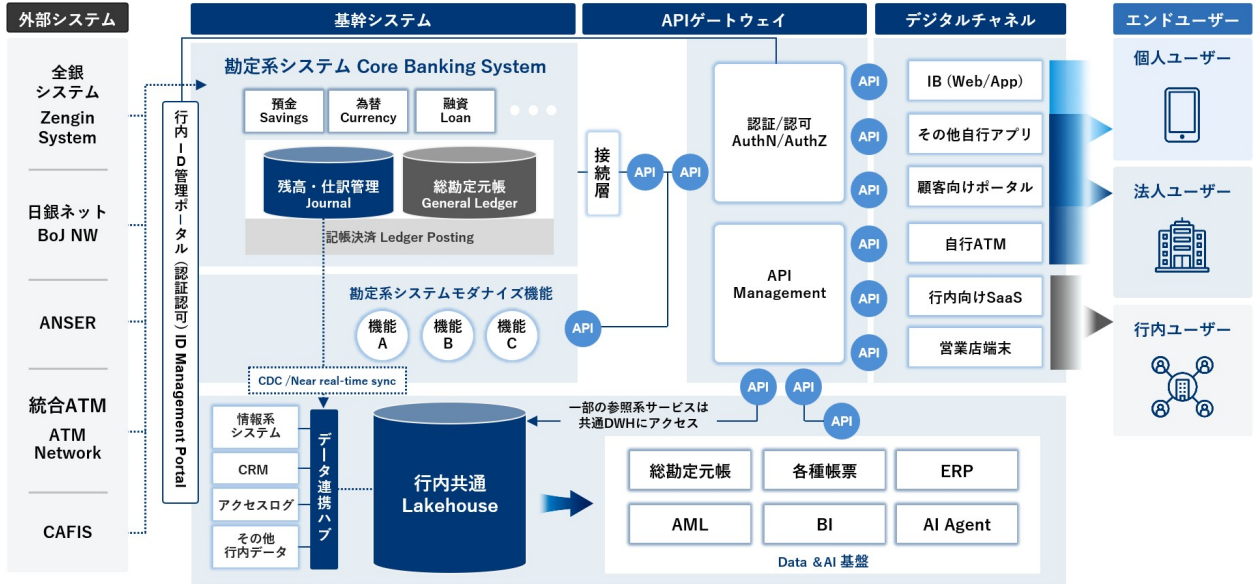 外部システム
全銀
システム
Zengin
System
日銀ネット
BoJ NW
ANSER
統合ATM
ATM
Network
CAFIS
行内ーID管理ポータル（認証認可）ID Management Portal
基幹システム
勘定系システム Core Banking System
預金
Savings
為替
Currency
融資
Loan
残高・仕訳管理
Journal
総勘定元帳
General Ledger
記帳決済 Ledger Posting
接続層
API
API
勘定系システムモダナイズ機能
機能
A
機能
B
機能
C
API
CDC /Near real-time sync
APIゲートウェイ
認証/認可
AuthN/AuthZ
API
Management
API
API
API
API
API
API
API
API
API
デジタルチャネル
IB (Web/App)
その他自行アプリ
顧客向けポータル
自行ATM
行内向けSaaS
営業店端末
エンドユーザー
個人ユーザー
法人ユーザー
行内ユーザー
情報系
システム
CRM
アクセスログ
その他
行内データ
データ連携ハブ
行内共通
Lakehouse
一部の参照系サービスは
共通DWHにアクセス
総勘定元帳
各種帳票
ERP
AML
BI
AI Agent
Data &AI 基盤